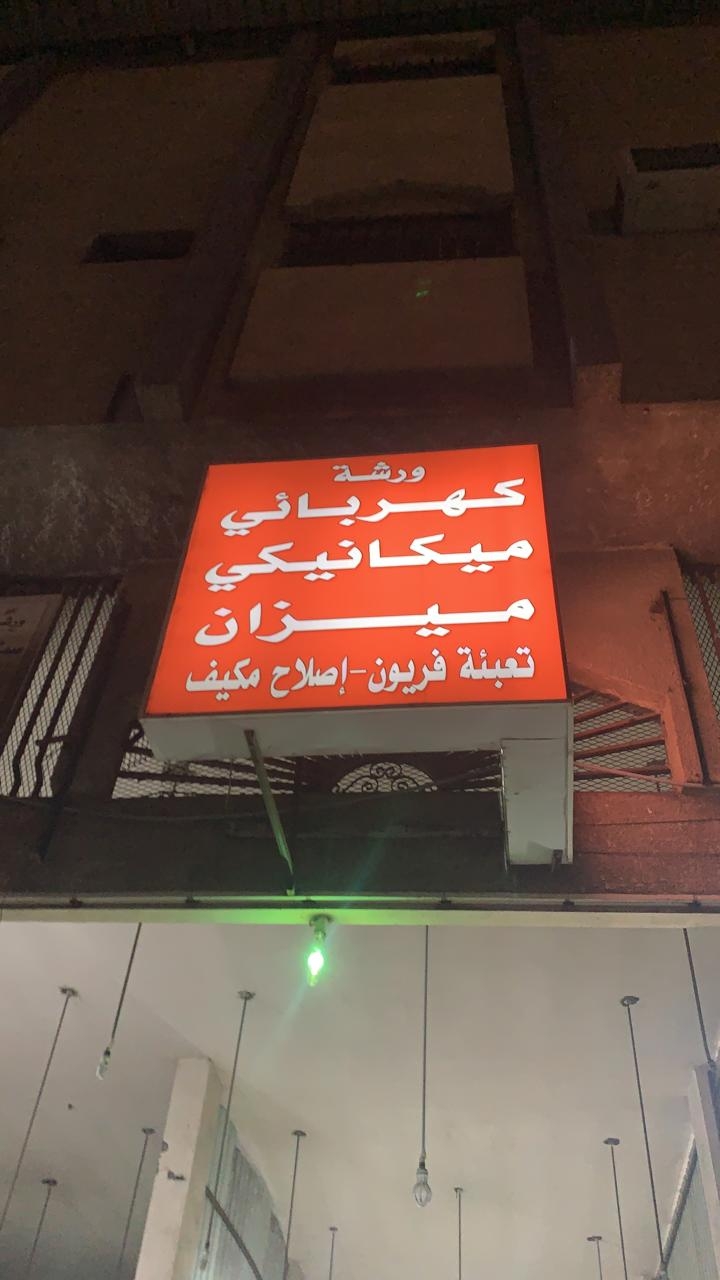 ورشة
كهربائي
ميكانيكي
ميزان
تعبئة فريون-إصلاح مكيف